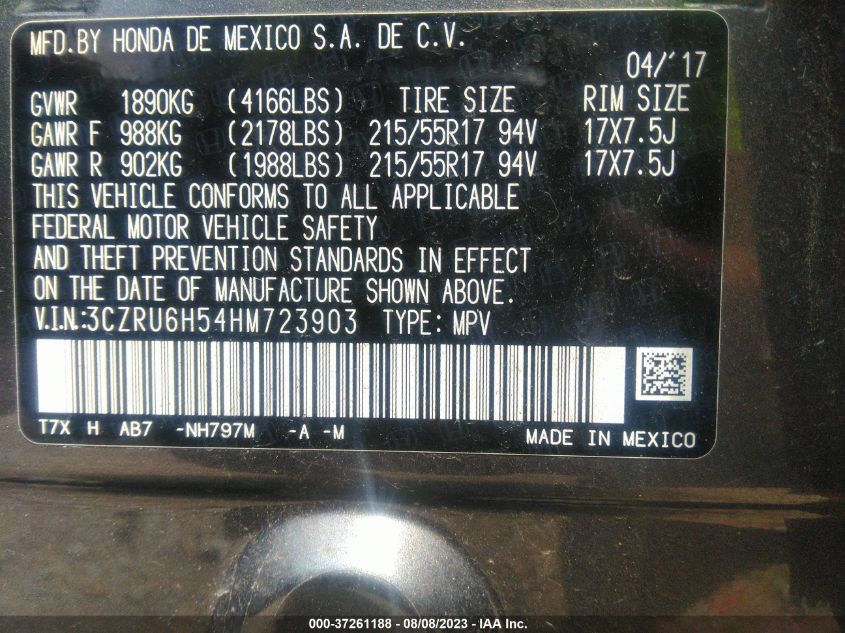 MFD.BY HONDA DE MEXICO S.A. DE C.V.
04/'17
GVWR 1890KG (4166LBS) TIRE SIZE RIM SIZE
GAWR F 988KG (2178LBS) 215/55R17 94V 17X7.5J
GAWR R 902KG (1988LBS) 215/55R17 94V 17X7.5J
THIS VEHICLE CONFORMS TO ALL APPLICABLE
FEDERAL MOTOR VEHICLE SAFETY
AND THEFT PREVENTION STANDARDS IN EFFECT
ON THE DATE OF MANUFACTURE SHOWN ABOVE.
V.I.N.:3CZRU6H54HM723903 TYPE: MPV
T7X H AB7 -NH797M -A -M MADE IN MEXICO
000-37261188 - 08/08/2023 - IAA Inc.